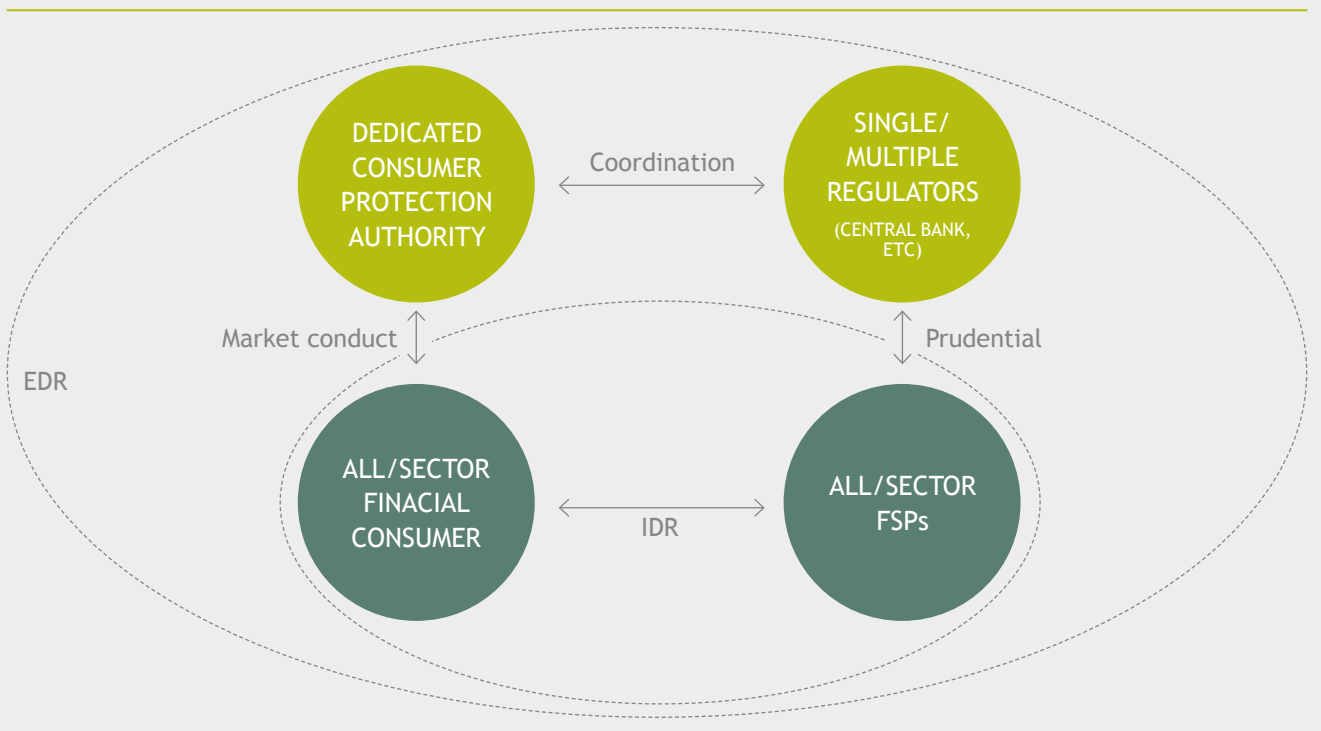 DEDICATED
CONSUMER
PROTECTION
AUTHORITY
Coordination
SINGLE/
MULTIPLE
REGULATORS
(CENTRAL BANK,
ETC)
Market conduct
Prudential
EDR
ALL/SECTOR
FINACIAL
CONSUMER
IDR
ALL/SECTOR
FSPs